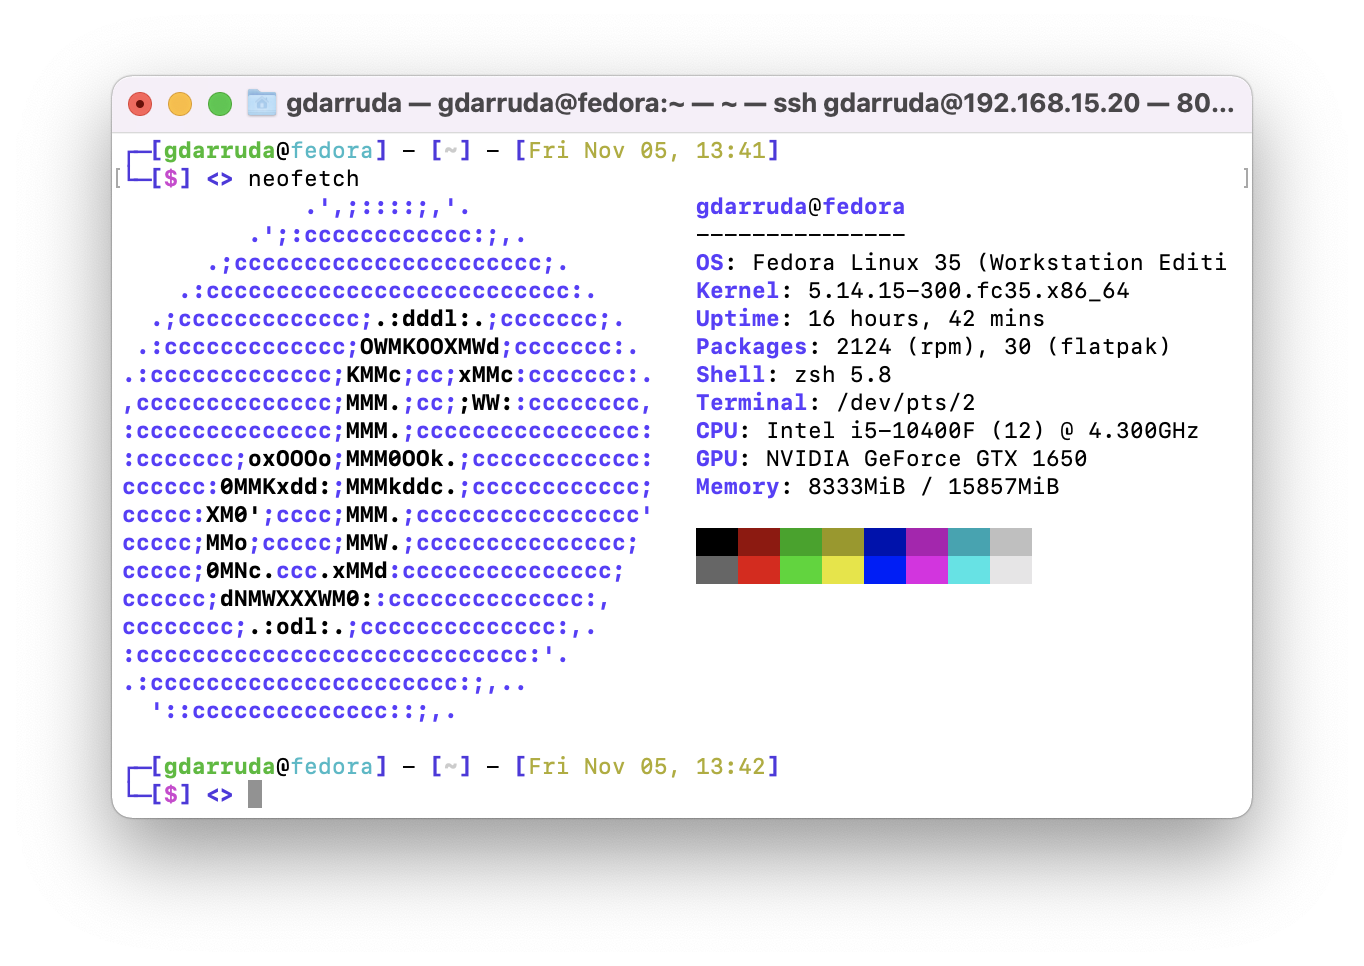 gdarruda — gdarruda@fedora:~ — ~ — ssh gdarruda@192.168.15.20 — 80...
┌─[gdarruda@fedora] - [~] - [Fri Nov 05, 13:41]
[└─[$] <> neofetch ]
.',;::::;,'. gdarruda@fedora
.';:cccccccccccc:;,. ---------------
.;cccccccccccccccccccccc;. OS: Fedora Linux 35 (Workstation Editi
.:cccccccccccccccccccccccccc:. Kernel: 5.14.15-300.fc35.x86_64
.;ccccccccccccc;.:dddl:.;ccccccc;. Uptime: 16 hours, 42 mins
.:ccccccccccccc;OWMKOOXMWd;ccccccc:. Packages: 2124 (rpm), 30 (flatpak)
.:ccccccccccccc;KMMc;cc;xMMc:ccccccc:. Shell: zsh 5.8
,cccccccccccccc;MMM.;cc;;WW::cccccccc, Terminal: /dev/pts/2
:cccccccccccccc;MMM.;cccccccccccccccc: CPU: Intel i5-10400F (12) @ 4.300GHz
:ccccccc;oxOOOo;MMM0OOk.;cccccccccccc: GPU: NVIDIA GeForce GTX 1650
cccccc:0MMKxdd:;MMMkddc.;cccccccccccc; Memory: 8333MiB / 15857MiB
ccccc:XM0';cccc;MMM.;cccccccccccccccc'
ccccc;MMo;ccccc;MMW.;ccccccccccccccc;
ccccc;0MNc.ccc.xMMd:ccccccccccccccc;
cccccc;dNMWXXXWM0::cccccccccccccc:,
cccccccc;.:odl:.;cccccccccccccc:,.
:cccccccccccccccccccccccccccc:'.
.:cccccccccccccccccccccc:;,..
'::cccccccccccccc::;,.
┌─[gdarruda@fedora] - [~] - [Fri Nov 05, 13:42]
└─[$] <>